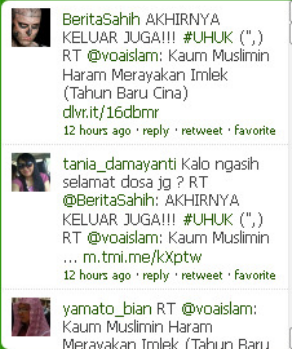 BeritaSahih AKHIRNYA
KELUAR JUGA!!! #UHUK (",)
RT @voaislam: Kaum Muslimin
Haram Merayakan Imlek
(Tahun Baru Cina)
dlvr.it/16dbmr
12 hours ago · reply · retweet · favorite
tania_damayanti Kalo ngasih
selamat dosa jg ? RT
@BeritaSahih: AKHIRNYA
KELUAR JUGA!!! #UHUK (",)
RT @voaislam: Kaum Muslimin
... m.tmi.me/kXptw
12 hours ago · reply · retweet · favorite
yamato_bian RT @voaislam:
Kaum Muslimin Haram
Merayakan Imlek (Tahun Baru